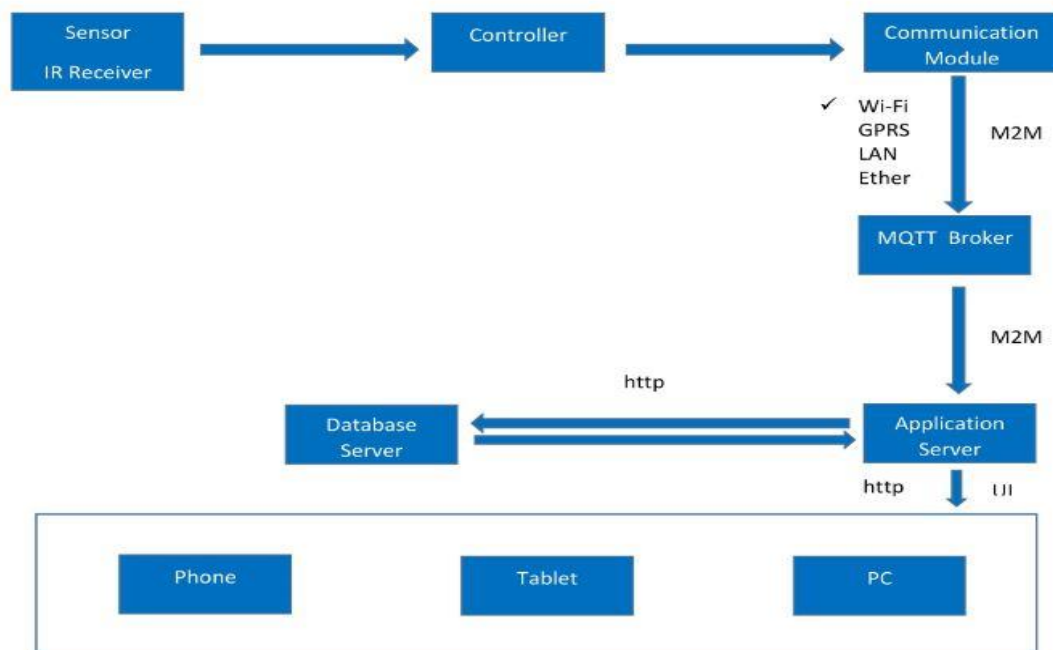 Sensor
IR Receiver
Controller
Communication
Module
✓ Wi-Fi
GPRS
LAN
Ether
M2M
MQTT Broker
M2M
http
Database
Server
Application
Server
http
UI
Phone
Tablet
PC